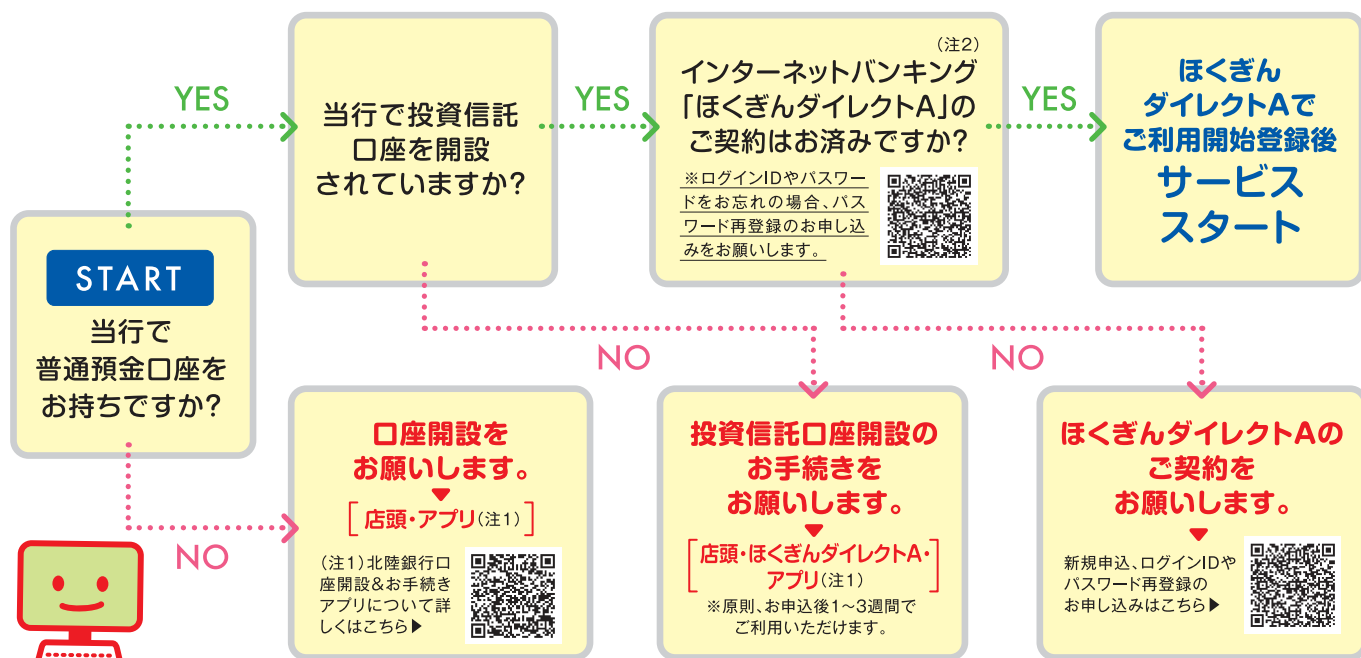 START
当行で
普通預金口座を
お持ちですか?
YES
当行で投資信託
口座を開設
されていますか?
YES
(注2)
インターネットバンキング
「ほくぎんダイレクトA」の
ご契約はお済みですか?
※ログインIDやパスワー
ドをお忘れの場合、パス
ワード再登録のお申し込
みをお願いします。
YES
ほくぎん
ダイレクトAで
ご利用開始登録後
サービス
スタート
NO
口座開設を
お願いします。
▼
[店頭・アプリ(注1)]
(注1)北陸銀行口
座開設&お手続き
アプリについて詳
しくはこちら▶
NO
投資信託口座開設の
お手続きを
お願いします。
▼
[店頭・ほくぎんダイレクトA・
アプリ(注1)]
※原則、お申込後1~3週間で
ご利用いただけます。
NO
ほくぎんダイレクトAの
ご契約を
お願いします。
▼
新規申込、ログインIDや
パスワード再登録の
お申し込みはこちら▶